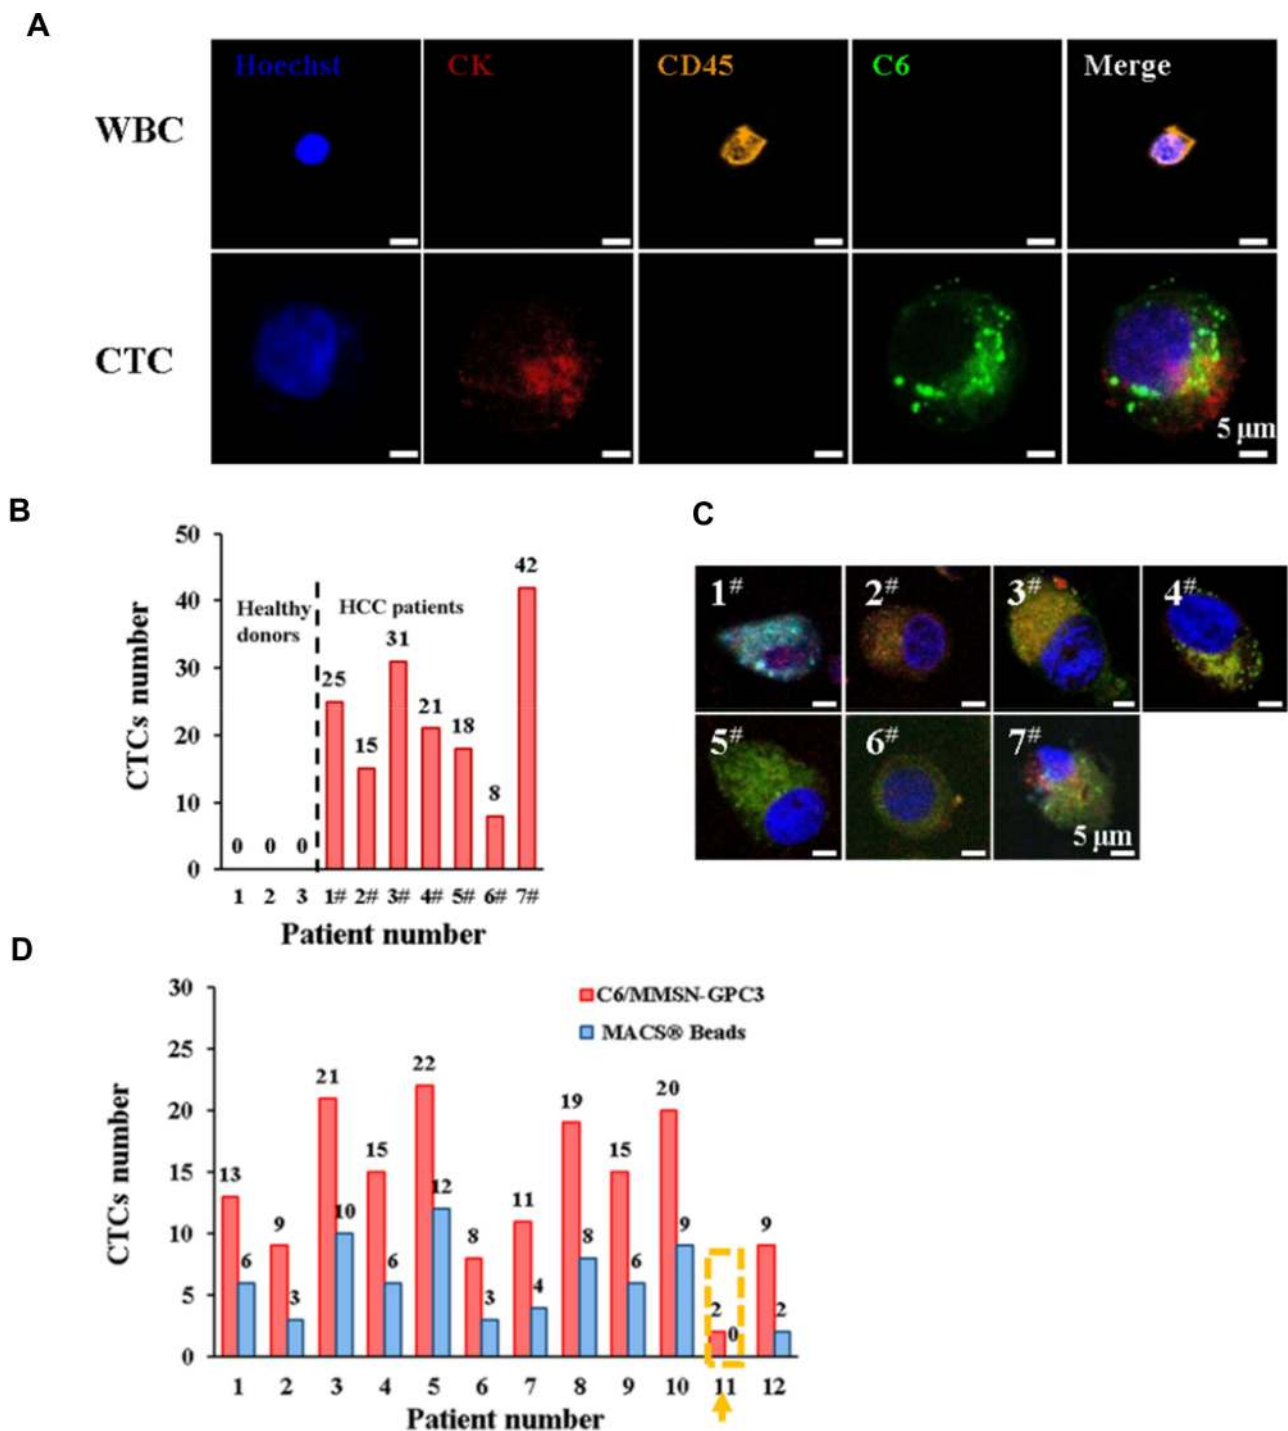 A
Hoechst CK CD45 C6 Merge
WBC
CTC
5 µm
B
50
40
30
20
10
0
CTCs number
Healthy
donors
HCC patients
0 0 0 25 15 31 21 18 8 42
1 2 3 1# 2# 3# 4# 5# 6# 7#
Patient number
C
1# 2# 3# 4#
5# 6# 7#
5 µm
D
30
25
20
15
10
5
0
CTCs number
C6/MMSN-GPC3
MACS® Beads
13 6 9 3 21 10 15 6 22 12 8 3 11 4 19 8 15 6 20 9 2 0 9 2
1 2 3 4 5 6 7 8 9 10 11 12
Patient number